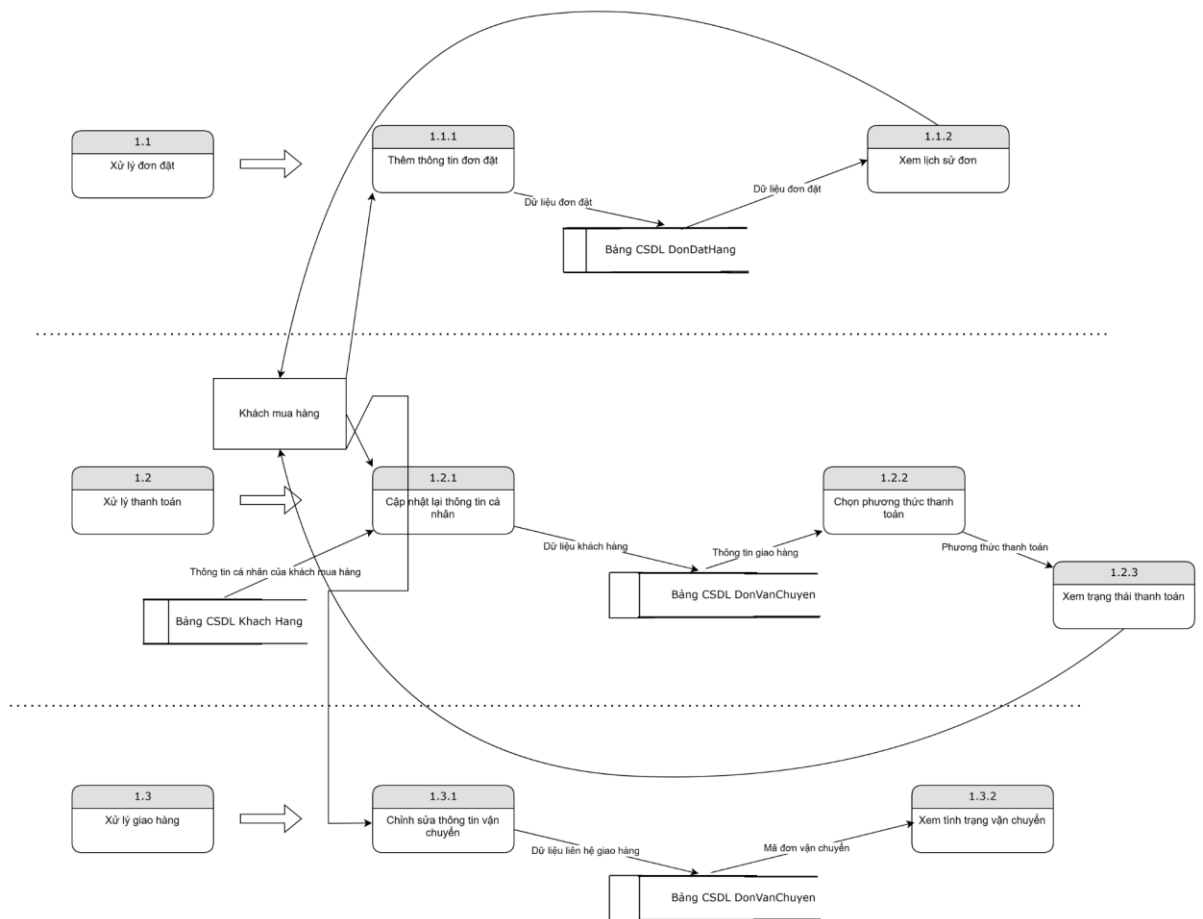 1.1
Xử lý đơn đặt
1.1.1
Thêm thông tin đơn đặt
1.1.2
Xem lịch sử đơn
Dữ liệu đơn đặt
Dữ liệu đơn đặt
Bảng CSDL DonDatHang
Khách mua hàng
1.2
Xử lý thanh toán
1.2.1
Cập nhật lại thông tin cá
nhân
1.2.2
Chọn phương thức thanh
toán
Dữ liệu khách hàng
Thông tin giao hàng
Phương thức thanh toán
1.2.3
Xem trạng thái thanh toán
Thông tin cá nhân của khách mua hàng
Bảng CSDL Khach Hang
Bảng CSDL DonVanChuyen
1.3
Xử lý giao hàng
1.3.1
Chỉnh sửa thông tin vận
chuyển
1.3.2
Xem tình trạng vận chuyển
Dữ liệu liên hệ giao hàng
Mã đơn vận chuyển
Bảng CSDL DonVanChuyen